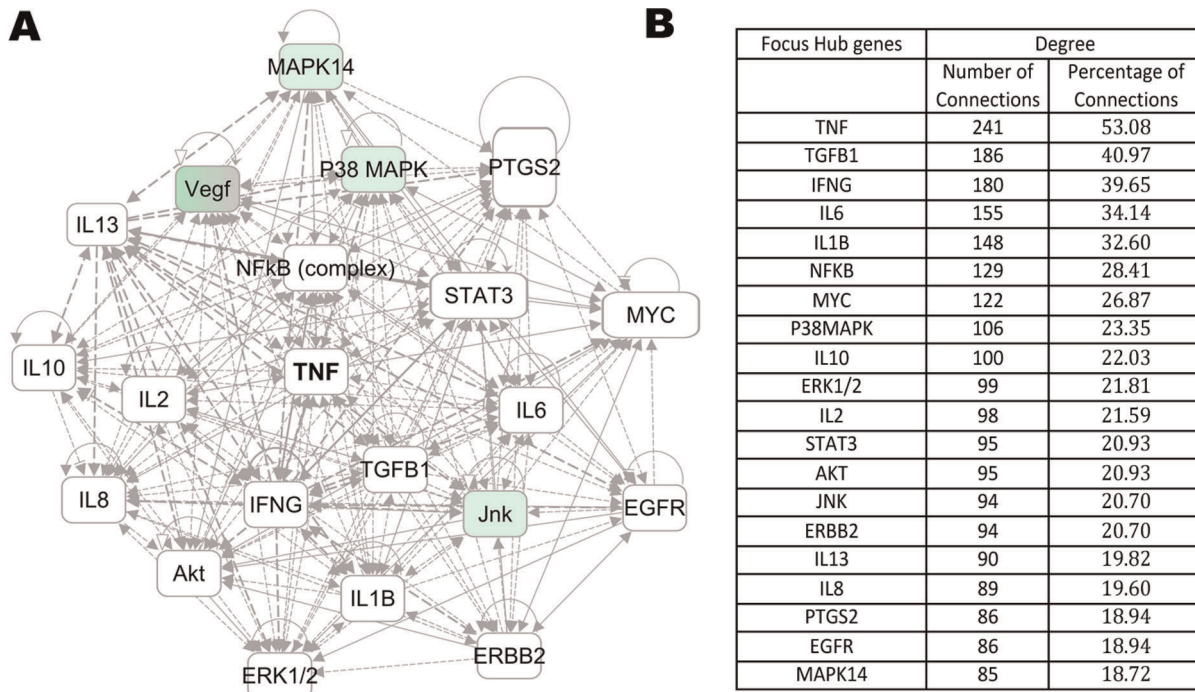 A
MAPK14
P38 MAPK
PTGS2
Vegf
IL13
NFkB (complex)
STAT3
MYC
IL10
TNF
IL2
IL6
TGFB1
IL8
IFNG
Jnk
EGFR
Akt
IL1B
ERBB2
ERK1/2
B
Focus Hub genes Degree
Number of Connections Percentage of Connections
TNF 241 53.08
TGFB1 186 40.97
IFNG 180 39.65
IL6 155 34.14
IL1B 148 32.60
NFKB 129 28.41
MYC 122 26.87
P38MAPK 106 23.35
IL10 100 22.03
ERK1/2 99 21.81
IL2 98 21.59
STAT3 95 20.93
AKT 95 20.93
JNK 94 20.70
ERBB2 94 20.70
IL13 90 19.82
IL8 89 19.60
PTGS2 86 18.94
EGFR 86 18.94
MAPK14 85 18.72